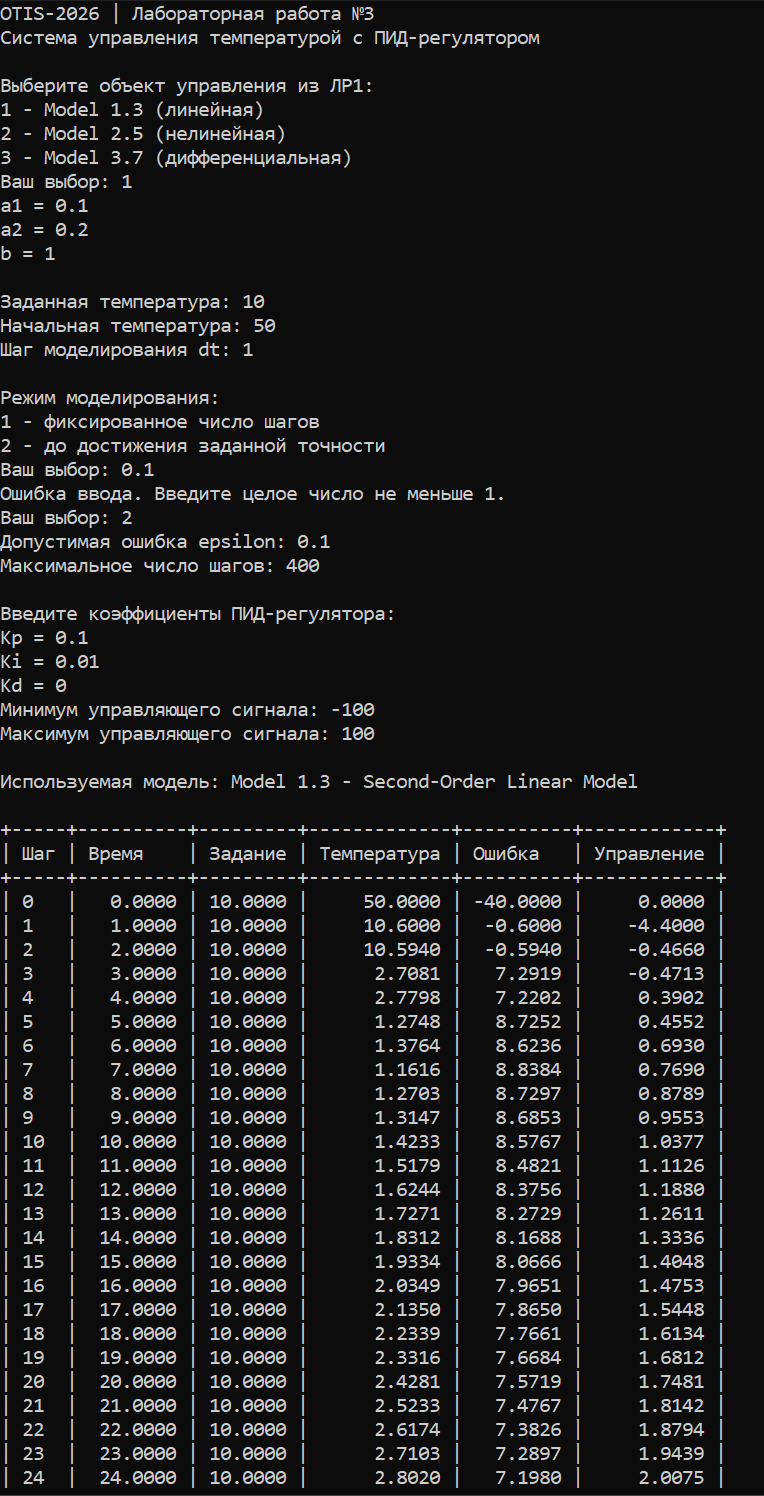 OTIS-2026 | Лабораторная работа №3
Система управления температурой с ПИД-регулятором
Выберите объект управления из ЛР1:
1 - Model 1.3 (линейная)
2 - Model 2.5 (нелинейная)
3 - Model 3.7 (дифференциальная)
Ваш выбор: 1
a1 = 0.1
a2 = 0.2
b = 1
Заданная температура: 10
Начальная температура: 50
Шаг моделирования dt: 1
Режим моделирования:
1 - фиксированное число шагов
2 - до достижения заданной точности
Ваш выбор: 0.1
Ошибка ввода. Введите целое число не меньше 1.
Ваш выбор: 2
Допустимая ошибка epsilon: 0.1
Максимальное число шагов: 400
Введите коэффициенты ПИД-регулятора:
Kp = 0.1
Ki = 0.01
Kd = 0
Минимум управляющего сигнала: -100
Максимум управляющего сигнала: 100
Используемая модель: Model 1.3 - Second-Order Linear Model
+-----+----------+---------+-------------+----------+------------+
| Шаг | Время    | Задание | Температура | Ошибка   | Управление |
+-----+----------+---------+-------------+----------+------------+
| 0   |   0.0000 | 10.0000 |     50.0000 | -40.0000 |     0.0000 |
| 1   |   1.0000 | 10.0000 |     10.6000 |  -0.6000 |    -4.4000 |
| 2   |   2.0000 | 10.0000 |     10.5940 |  -0.5940 |    -0.4660 |
| 3   |   3.0000 | 10.0000 |      2.7081 |   7.2919 |    -0.4713 |
| 4   |   4.0000 | 10.0000 |      2.7798 |   7.2202 |     0.3902 |
| 5   |   5.0000 | 10.0000 |      1.2748 |   8.7252 |     0.4552 |
| 6   |   6.0000 | 10.0000 |      1.3764 |   8.6236 |     0.6930 |
| 7   |   7.0000 | 10.0000 |      1.1616 |   8.8384 |     0.7690 |
| 8   |   8.0000 | 10.0000 |      1.2703 |   8.7297 |     0.8789 |
| 9   |   9.0000 | 10.0000 |      1.3147 |   8.6853 |     0.9553 |
| 10  |  10.0000 | 10.0000 |      1.4233 |   8.5767 |     1.0377 |
| 11  |  11.0000 | 10.0000 |      1.5179 |   8.4821 |     1.1126 |
| 12  |  12.0000 | 10.0000 |      1.6244 |   8.3756 |     1.1880 |
| 13  |  13.0000 | 10.0000 |      1.7271 |   8.2729 |     1.2611 |
| 14  |  14.0000 | 10.0000 |      1.8312 |   8.1688 |     1.3336 |
| 15  |  15.0000 | 10.0000 |      1.9334 |   8.0666 |     1.4048 |
| 16  |  16.0000 | 10.0000 |      2.0349 |   7.9651 |     1.4753 |
| 17  |  17.0000 | 10.0000 |      2.1350 |   7.8650 |     1.5448 |
| 18  |  18.0000 | 10.0000 |      2.2339 |   7.7661 |     1.6134 |
| 19  |  19.0000 | 10.0000 |      2.3316 |   7.6684 |     1.6812 |
| 20  |  20.0000 | 10.0000 |      2.4281 |   7.5719 |     1.7481 |
| 21  |  21.0000 | 10.0000 |      2.5233 |   7.4767 |     1.8142 |
| 22  |  22.0000 | 10.0000 |      2.6174 |   7.3826 |     1.8794 |
| 23  |  23.0000 | 10.0000 |      2.7103 |   7.2897 |     1.9439 |
| 24  |  24.0000 | 10.0000 |      2.8020 |   7.1980 |     2.0075 |